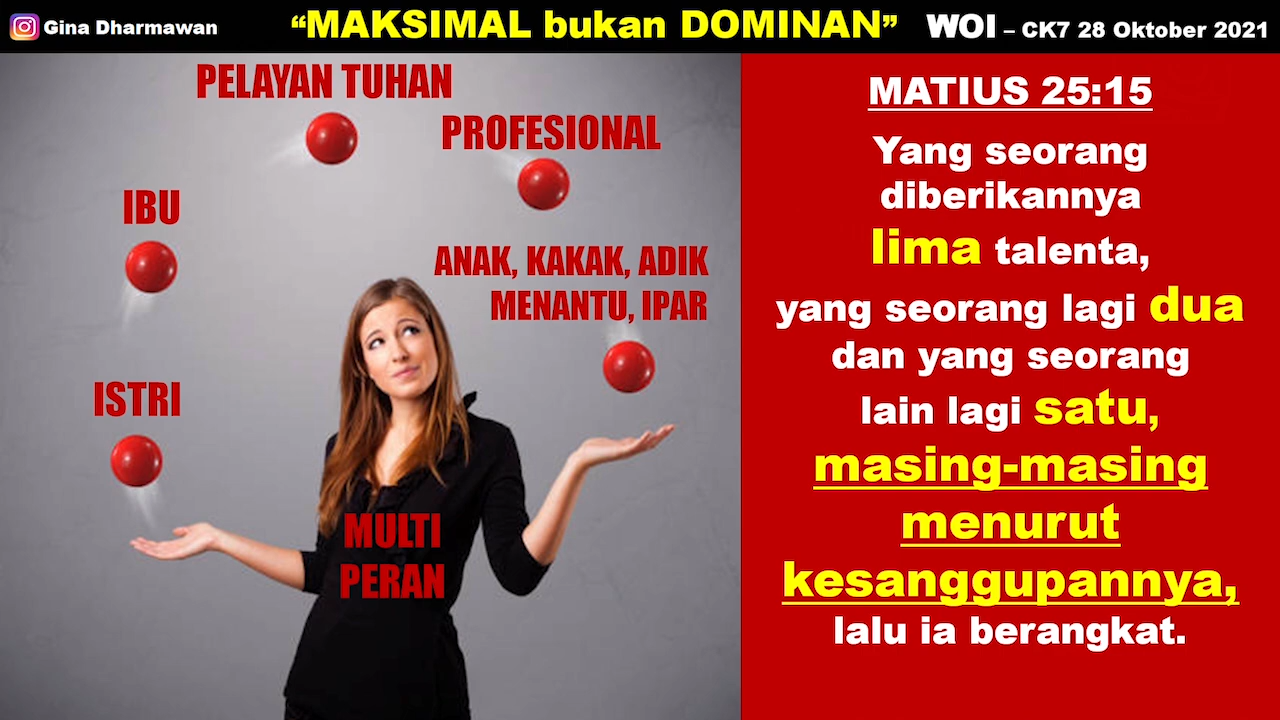 Gina Dharmawan
“MAKSIMAL bukan DOMINAN” WOI – CK7 28 Oktober 2021
PELAYAN TUHAN
PROFESIONAL
IBU
ANAK, KAKAK, ADIK
MENANTU, IPAR
ISTRI
MULTI
PERAN
MATIUS 25:15
Yang seorang
diberikannya
lima talenta,
yang seorang lagi dua
dan yang seorang
lain lagi satu,
masing-masing
menurut
kesanggupannya,
lalu ia berangkat.